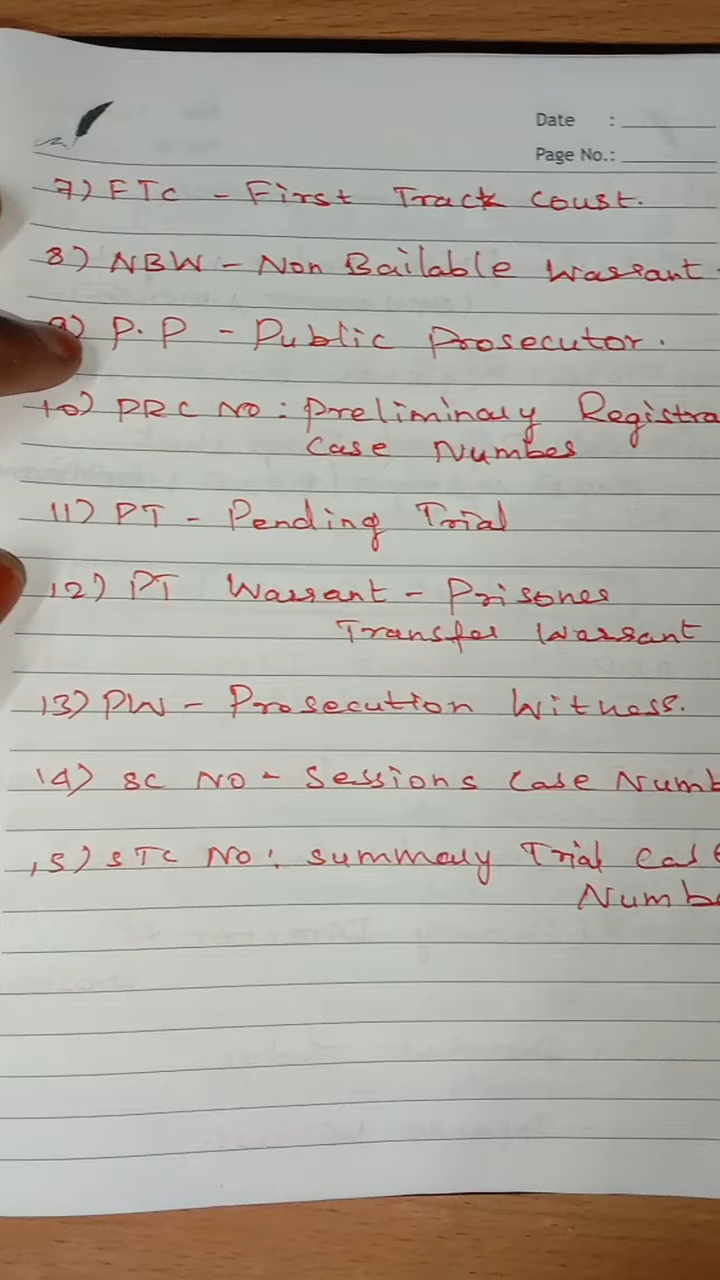 Date :
Page No.:
7) FTC - First Track Court.
8) NBW - Non Bailable Warrant.
9) P.P - Public Prosecutor.
10) PRC NO: Preliminary Registra
Case Number
11) PT - Pending Trial
12) PT Warrant - Prisoner
Transfer Warrant
13) PW - Prosecution Witness.
14) SC NO - Sessions Case Numb
15) STC NO: Summary Trial Case
Numbe